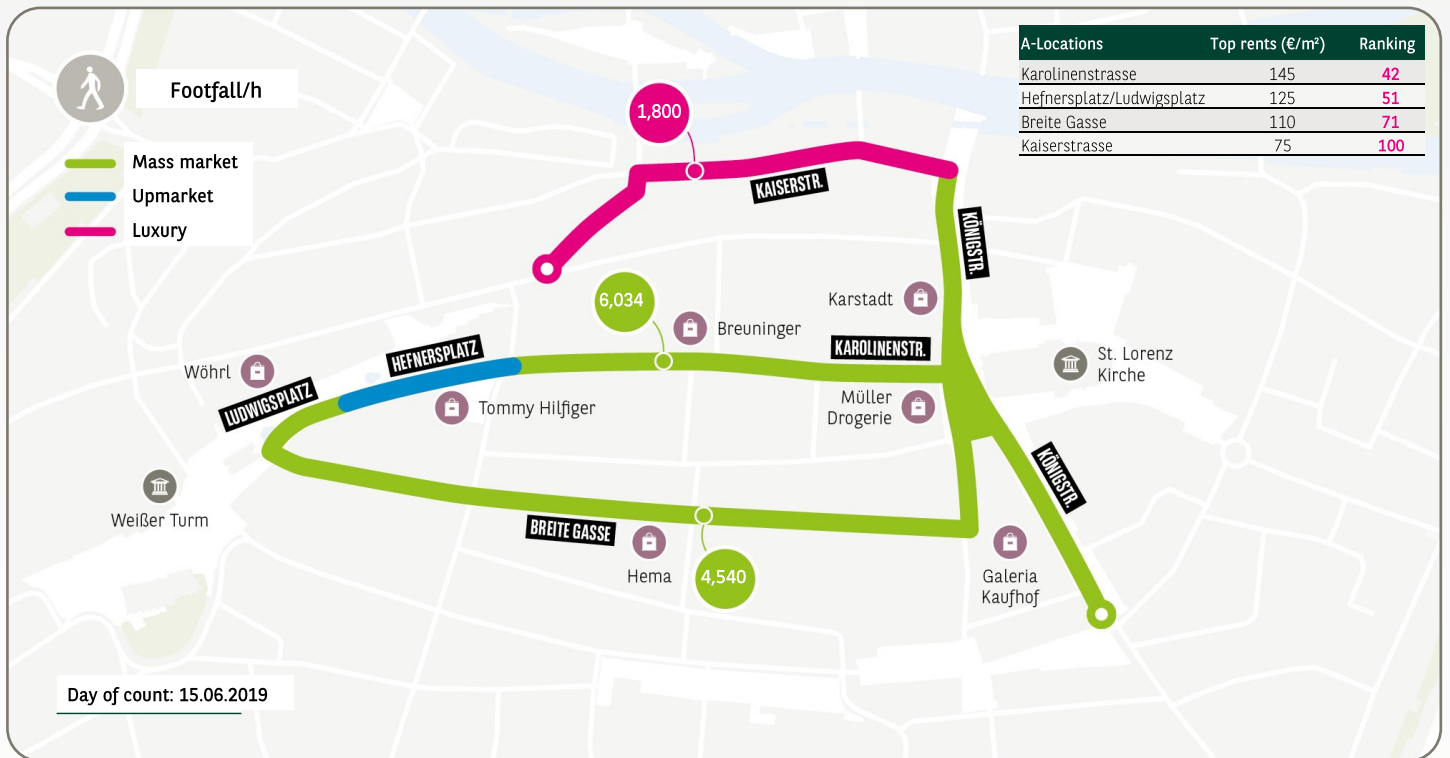 Footfall/h
Mass market
Upmarket
Luxury
A-Locations Top rents (€/m²) Ranking
Karolinenstrasse 145 42
Hefnersplatz/Ludwigsplatz 125 51
Breite Gasse 110 71
Kaiserstrasse 75 100
1,800
KAISERSTR.
KÖNIGSTR.
6,034
Breuninger
Karstadt
KAROLINENSTR.
HEFNERSPLATZ
Wöhrl
LUDWIGSPLATZ
Tommy Hilfiger
Müller
Drogerie
St. Lorenz
Kirche
KÖNIGSTR.
Weißer Turm
BREITE GASSE
Hema
4,540
Galeria
Kaufhof
Day of count: 15.06.2019